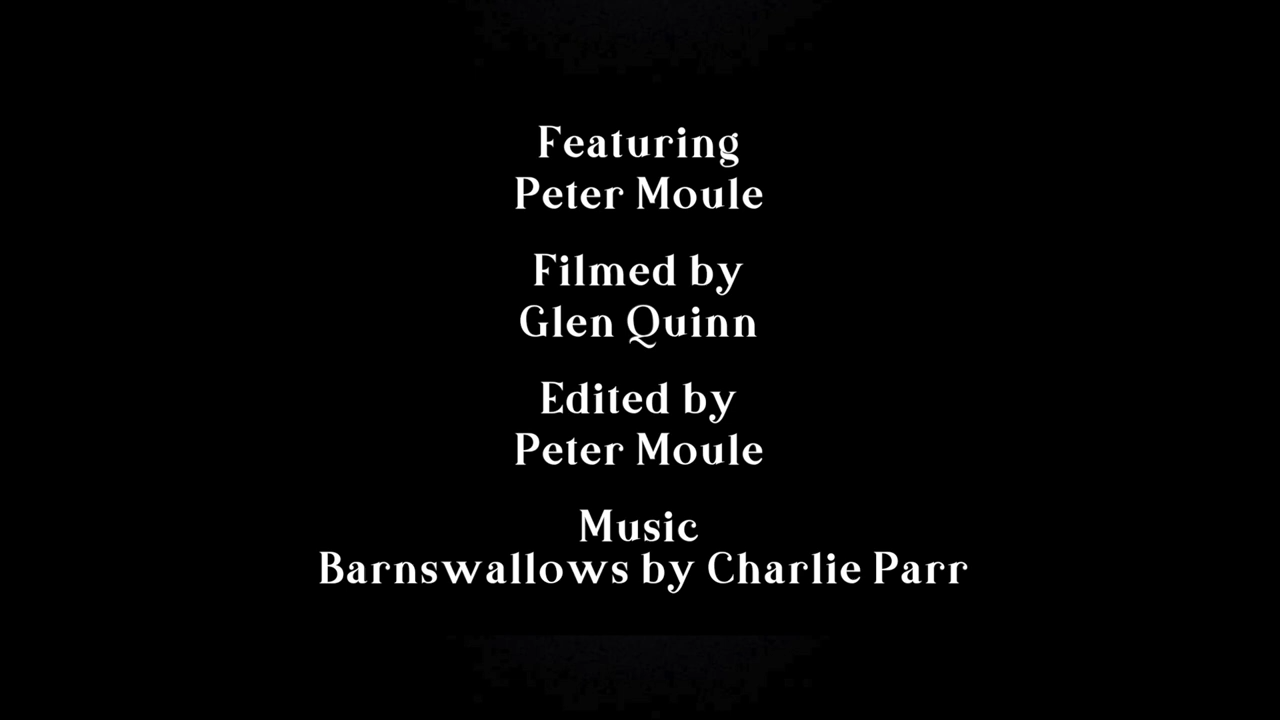 Featuring
Peter Moule
Filmed by
Glen Quinn
Edited by
Peter Moule
Music
Barnswallows by Charlie Parr